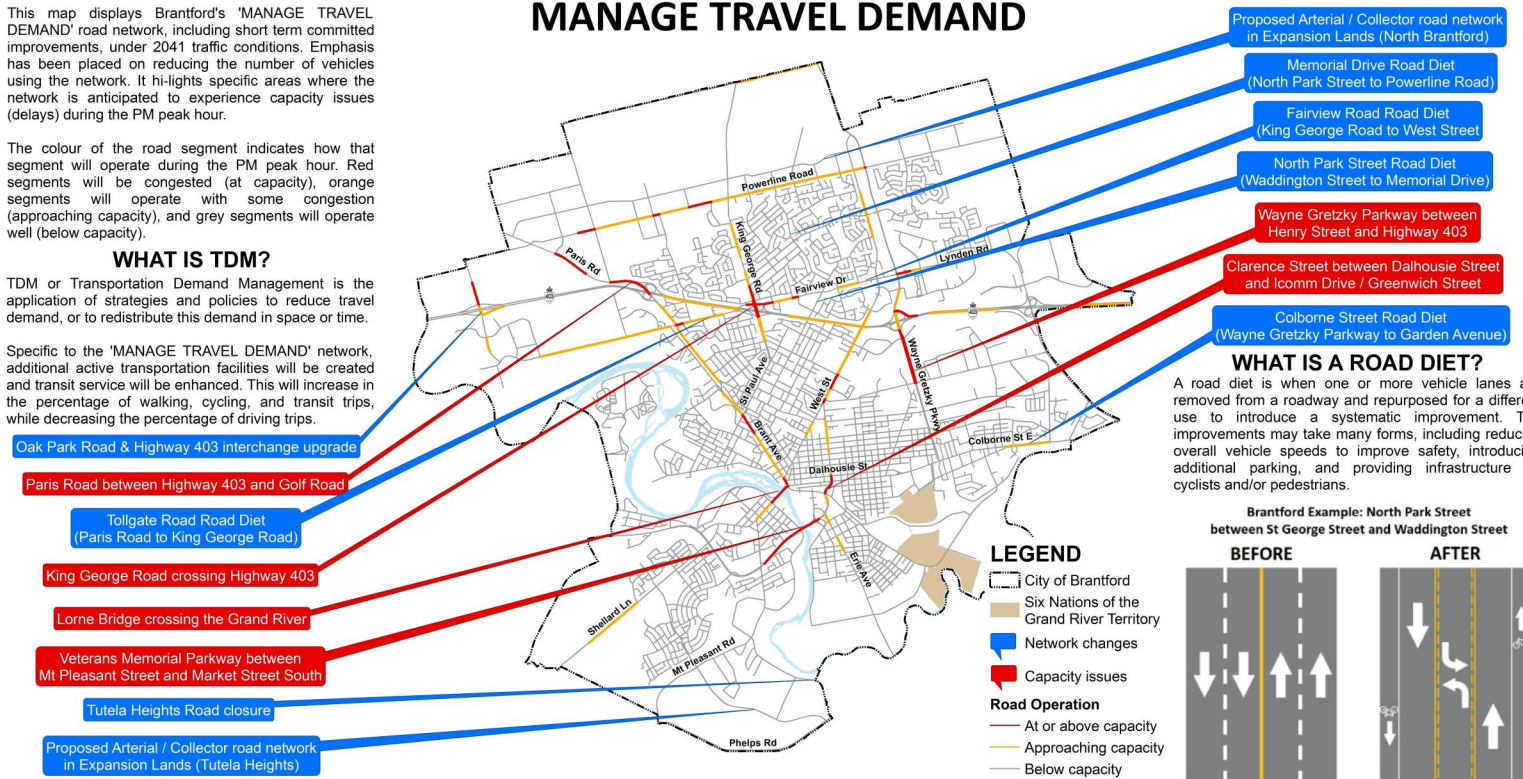 MANAGE TRAVEL DEMAND
This map displays Brantford's 'MANAGE TRAVEL
DEMAND' road network, including short term committed
improvements, under 2041 traffic conditions. Emphasis
has been placed on reducing the number of vehicles
using the network. It hi-lights specific areas where the
network is anticipated to experience capacity issues
(delays) during the PM peak hour.
The colour of the road segment indicates how that
segment will operate during the PM peak hour. Red
segments will be congested (at capacity), orange
segments will operate with some congestion
(approaching capacity), and grey segments will operate
well (below capacity).
WHAT IS TDM?
TDM or Transportation Demand Management is the
application of strategies and policies to reduce travel
demand, or to redistribute this demand in space or time.
Specific to the 'MANAGE TRAVEL DEMAND' network,
additional active transportation facilities will be created
and transit service will be enhanced. This will increase in
the percentage of walking, cycling, and transit trips,
while decreasing the percentage of driving trips.
Oak Park Road & Highway 403 interchange upgrade
Paris Road between Highway 403 and Golf Road
Tollgate Road Road Diet
(Paris Road to King George Road)
King George Road crossing Highway 403
Lorne Bridge crossing the Grand River
Veterans Memorial Parkway between
Mt Pleasant Street and Market Street South
Tutela Heights Road closure
Proposed Arterial / Collector road network
in Expansion Lands (Tutela Heights)
Powerline Road
King George Rd
Paris Rd
Lynden Rd
Fairview Dr
403
403
Wayne Gretzky Pkwy
St Paul Ave
West St
Brant Ave
Colborne St E
Dalhousie St
Erie Ave
Shellard Ln
Mt Pleasant Rd
Phelps Rd
Proposed Arterial / Collector road network
in Expansion Lands (North Brantford)
Memorial Drive Road Diet
(North Park Street to Powerline Road)
Fairview Road Road Diet
(King George Road to West Street
North Park Street Road Diet
(Waddington Street to Memorial Drive)
Wayne Gretzky Parkway between
Henry Street and Highway 403
Clarence Street between Dalhousie Street
and Icomm Drive / Greenwich Street
Colborne Street Road Diet
(Wayne Gretzky Parkway to Garden Avenue)
WHAT IS A ROAD DIET?
A road diet is when one or more vehicle lanes a
removed from a roadway and repurposed for a differe
use to introduce a systematic improvement. T
improvements may take many forms, including reduc
overall vehicle speeds to improve safety, introduci
additional parking, and providing infrastructure
cyclists and/or pedestrians.
Brantford Example: North Park Street
between St George Street and Waddington Street
BEFORE
AFTER
LEGEND
City of Brantford
Six Nations of the
Grand River Territory
Network changes
Capacity issues
Road Operation
At or above capacity
Approaching capacity
Below capacity